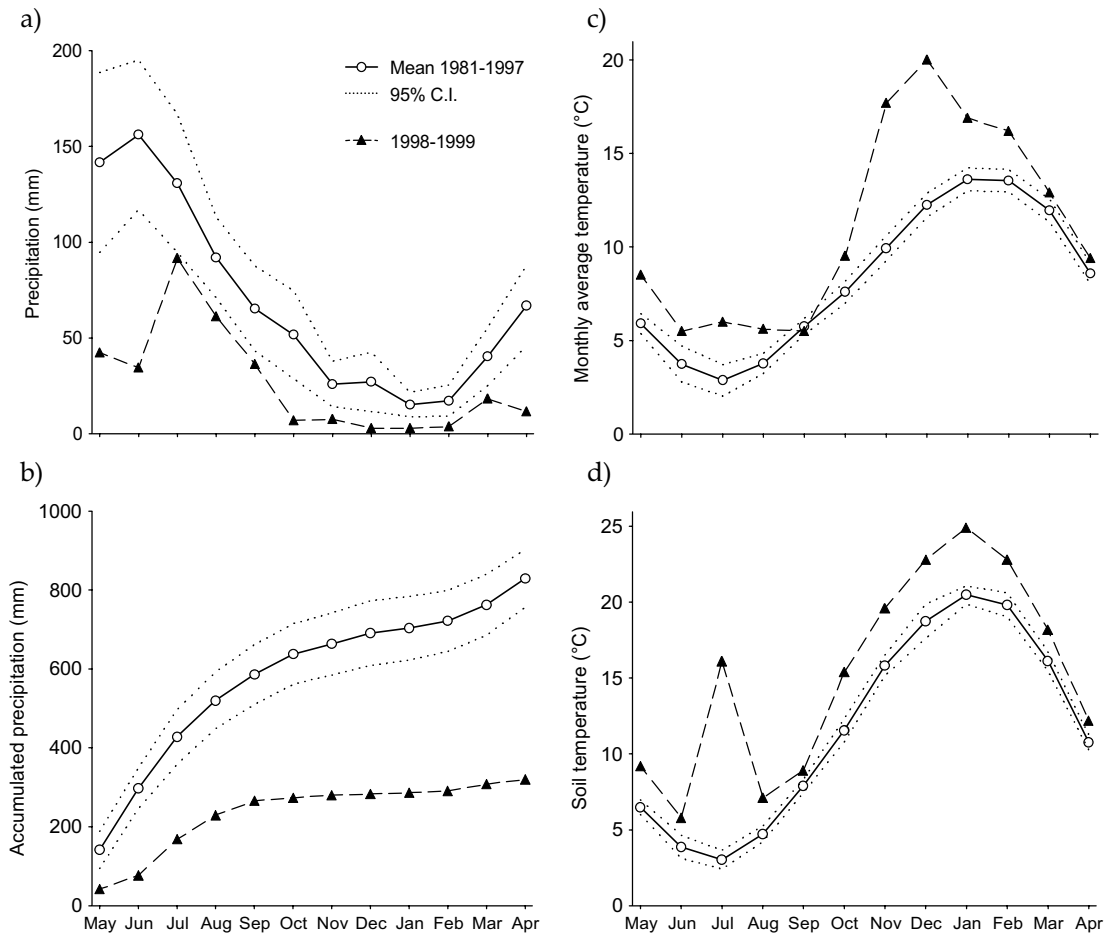 a)
200
150
100
50
0
Precipitation (mm)
Mean 1981-1997
95% C.I.
1998-1999
c)
20
15
10
5
0
Monthly average temperature (°C)
b)
1000
800
600
400
200
0
Accumulated precipitation (mm)
May Jun Jul Aug Sep Oct Nov Dec Jan Feb Mar Apr
d)
25
20
15
10
5
0
Soil temperature (°C)
May Jun Jul Aug Sep Oct Nov Dec Jan Feb Mar Apr